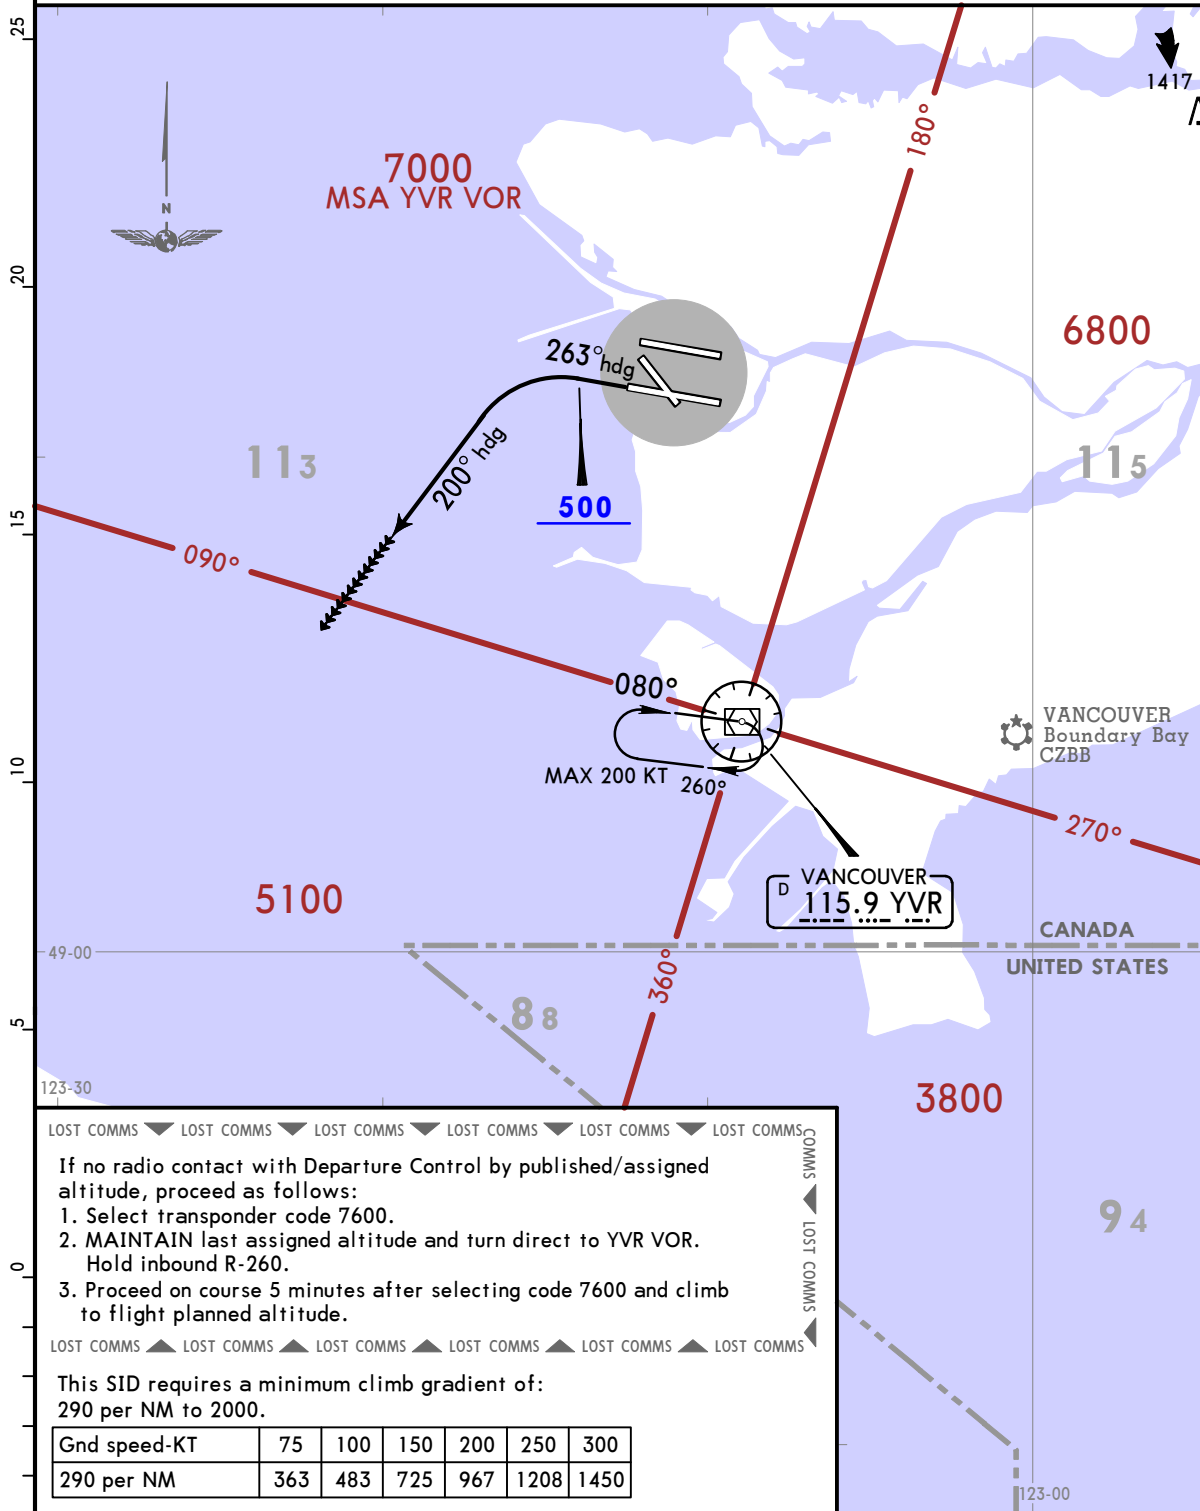 25
1417
180°
7000
MSA YVR VOR
N
20
6800
263° hdg
113
200° hdg
115
500
15
090°
080°
VANCOUVER
Boundary Bay
CZBB
10
MAX 200 KT
260°
270°
VANCOUVER
D 115.9 YVR
5100
CANADA
49-00
360°
UNITED STATES
88
5
123-30
3800
LOST COMMS LOST COMMS LOST COMMS LOST COMMS LOST COMMS LOST COMMS
COMMS LOST COMMS
If no radio contact with Departure Control by published/assigned
altitude, proceed as follows:
1. Select transponder code 7600.
2. MAINTAIN last assigned altitude and turn direct to YVR VOR.
Hold inbound R-260.
3. Proceed on course 5 minutes after selecting code 7600 and climb
to flight planned altitude.
94
0
LOST COMMS LOST COMMS LOST COMMS LOST COMMS LOST COMMS LOST COMMS
This SID requires a minimum climb gradient of:
290 per NM to 2000.
Gnd speed-KT 75 100 150 200 250 300
290 per NM 363 483 725 967 1208 1450
123-00